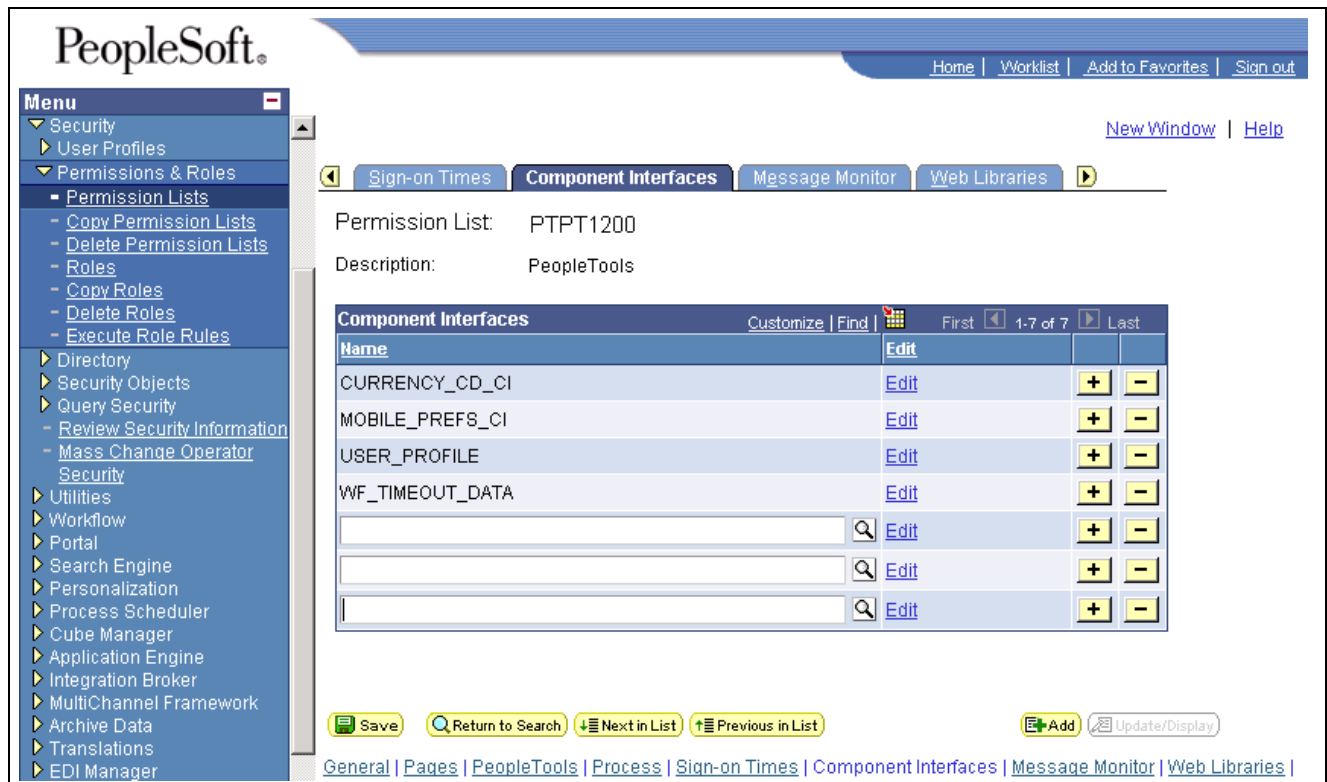 PeopleSoft®
Home | Worklist | Add to Favorites | Sign out
Menu
Security
User Profiles
Permissions & Roles
Permission Lists
Copy Permission Lists
Delete Permission Lists
Roles
Copy Roles
Delete Roles
Execute Role Rules
Directory
Security Objects
Query Security
Review Security Information
Mass Change Operator
Security
Utilities
Workflow
Portal
Search Engine
Personalization
Process Scheduler
Cube Manager
Application Engine
Integration Broker
MultiChannel Framework
Archive Data
Translations
EDI Manager
New Window | Help
Sign-on Times Component Interfaces Message Monitor Web Libraries
Permission List: PTPT1200
Description: PeopleTools
Component Interfaces Customize | Find | First 1-7 of 7 Last
Name Edit
CURRENCY_CD_CI Edit + -
MOBILE_PREFS_CI Edit + -
USER_PROFILE Edit + -
WF_TIMEOUT_DATA Edit + -
Edit + -
Edit + -
Edit + -
Save Return to Search Next in List Previous in List Add Update/Display
General | Pages | PeopleTools | Process | Sign-on Times | Component Interfaces | Message Monitor | Web Libraries |